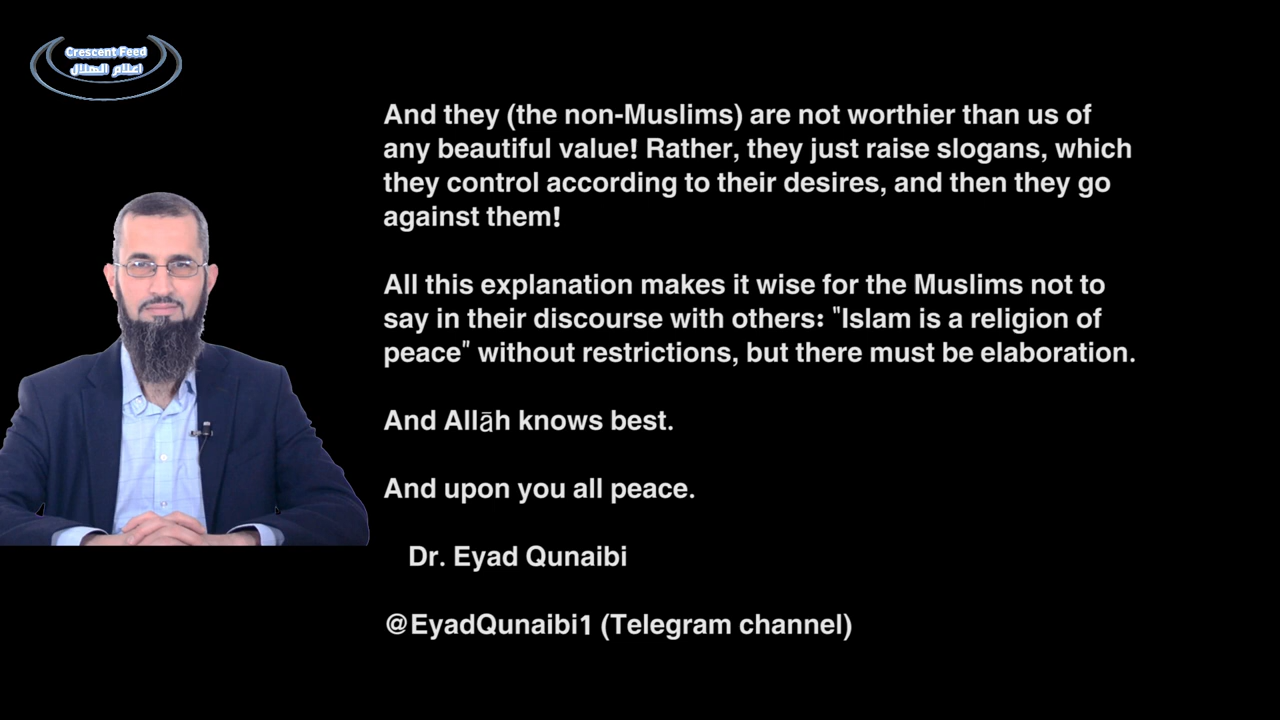 Crescent Feed
إعلام الهلال
And they (the non-Muslims) are not worthier than us of
any beautiful value! Rather, they just raise slogans, which
they control according to their desires, and then they go
against them!
All this explanation makes it wise for the Muslims not to
say in their discourse with others: "Islam is a religion of
peace" without restrictions, but there must be elaboration.
And Allāh knows best.
And upon you all peace.
Dr. Eyad Qunaibi
@EyadQunaibi1 (Telegram channel)